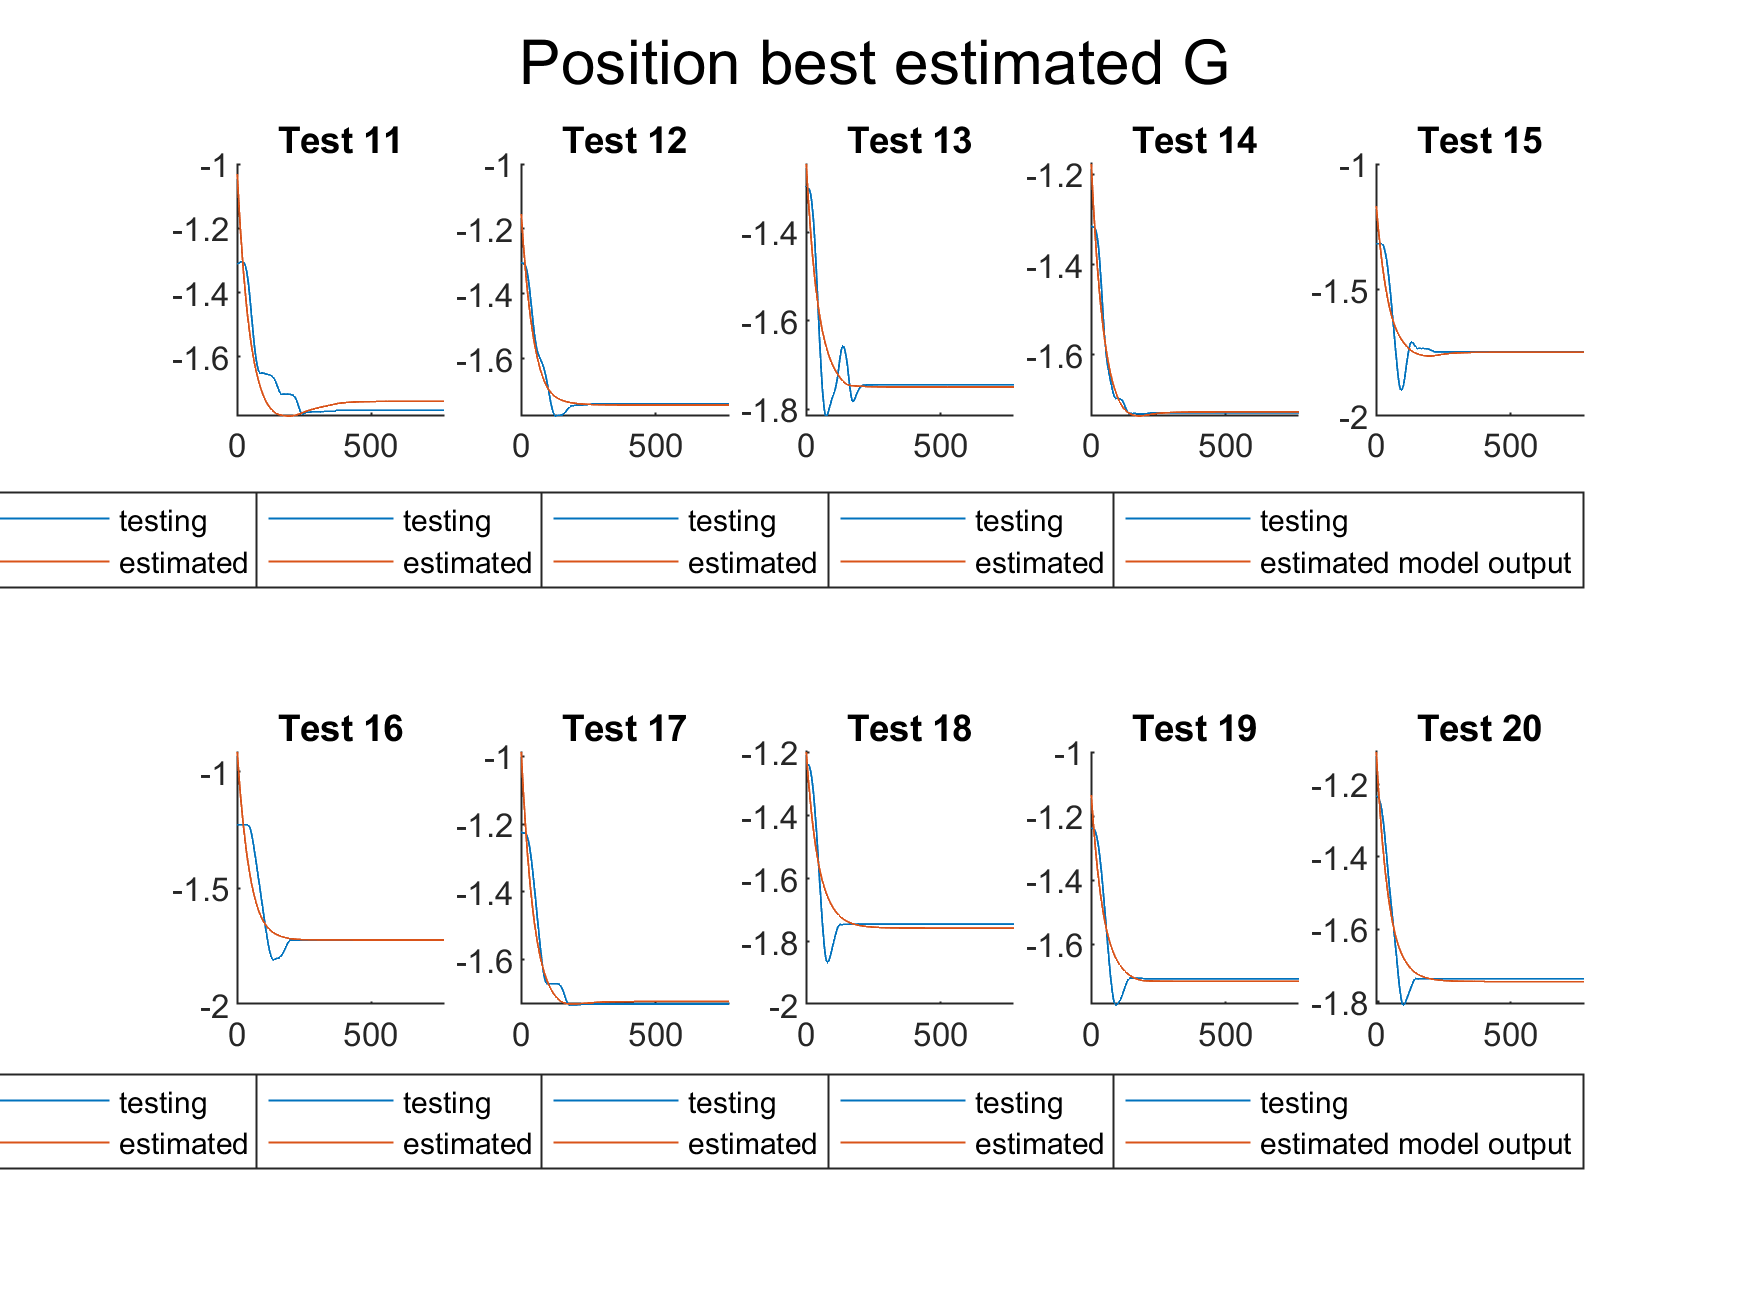 Position best estimated G
Test 11 Test 12 Test 13 Test 14 Test 15
-1 -1.2 -1.4 -1.6 0 500
-1 -1.2 -1.4 -1.6 0 500
-1.4 -1.6 -1.8 0 500
-1.2 -1.4 -1.6 0 500
-1 -1.5 -2 0 500
testing testing testing testing testing
estimated estimated estimated estimated estimated model output
Test 16 Test 17 Test 18 Test 19 Test 20
-1 -1.5 -2 0 500
-1 -1.2 -1.4 -1.6 0 500
-1.2 -1.4 -1.6 -1.8 -2 0 500
-1 -1.2 -1.4 -1.6 0 500
-1.2 -1.4 -1.6 -1.8 0 500
testing testing testing testing testing
estimated estimated estimated estimated estimated model output